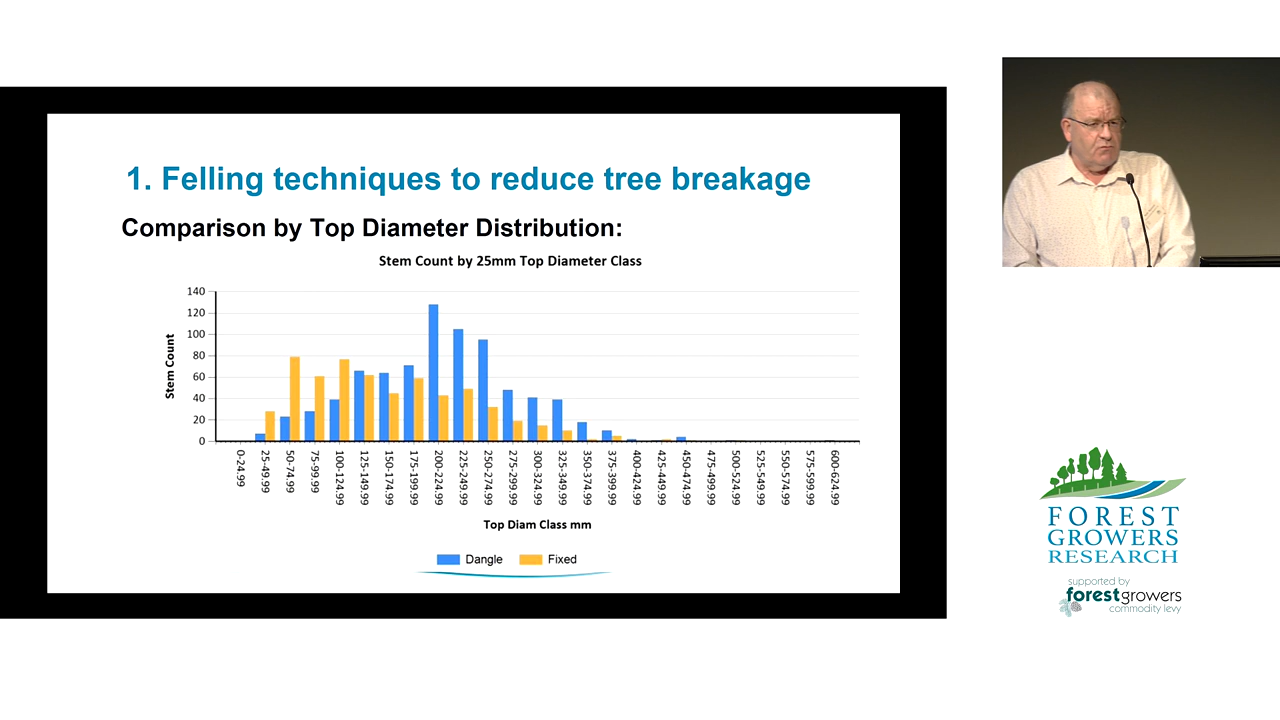 1. Felling techniques to reduce tree breakage
Comparison by Top Diameter Distribution:
Stem Count by 25mm Top Diameter Class
Stem Count
140
120
100
80
60
40
20
0
0-24.99
25-49.99
50-74.99
75-99.99
100-124.99
125-149.99
150-174.99
175-199.99
200-224.99
225-249.99
250-274.99
275-299.99
300-324.99
325-349.99
350-374.99
375-399.99
400-424.99
425-449.99
450-474.99
475-499.99
500-524.99
525-549.99
550-574.99
575-599.99
600-624.99
Top Diam Class mm
Dangle
Fixed
FOREST
GROWERS
RESEARCH
supported by
forestgrowers
commodity levy